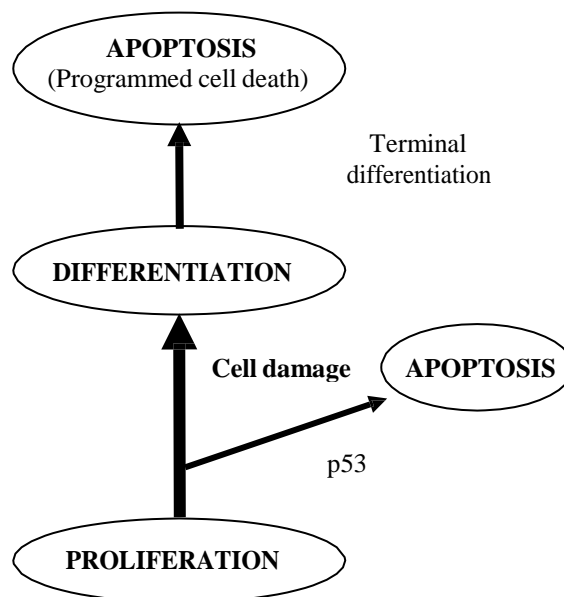 APOPTOSIS
(Programmed cell death)
Terminal
differentiation
DIFFERENTIATION
Cell damage
APOPTOSIS
p53
PROLIFERATION